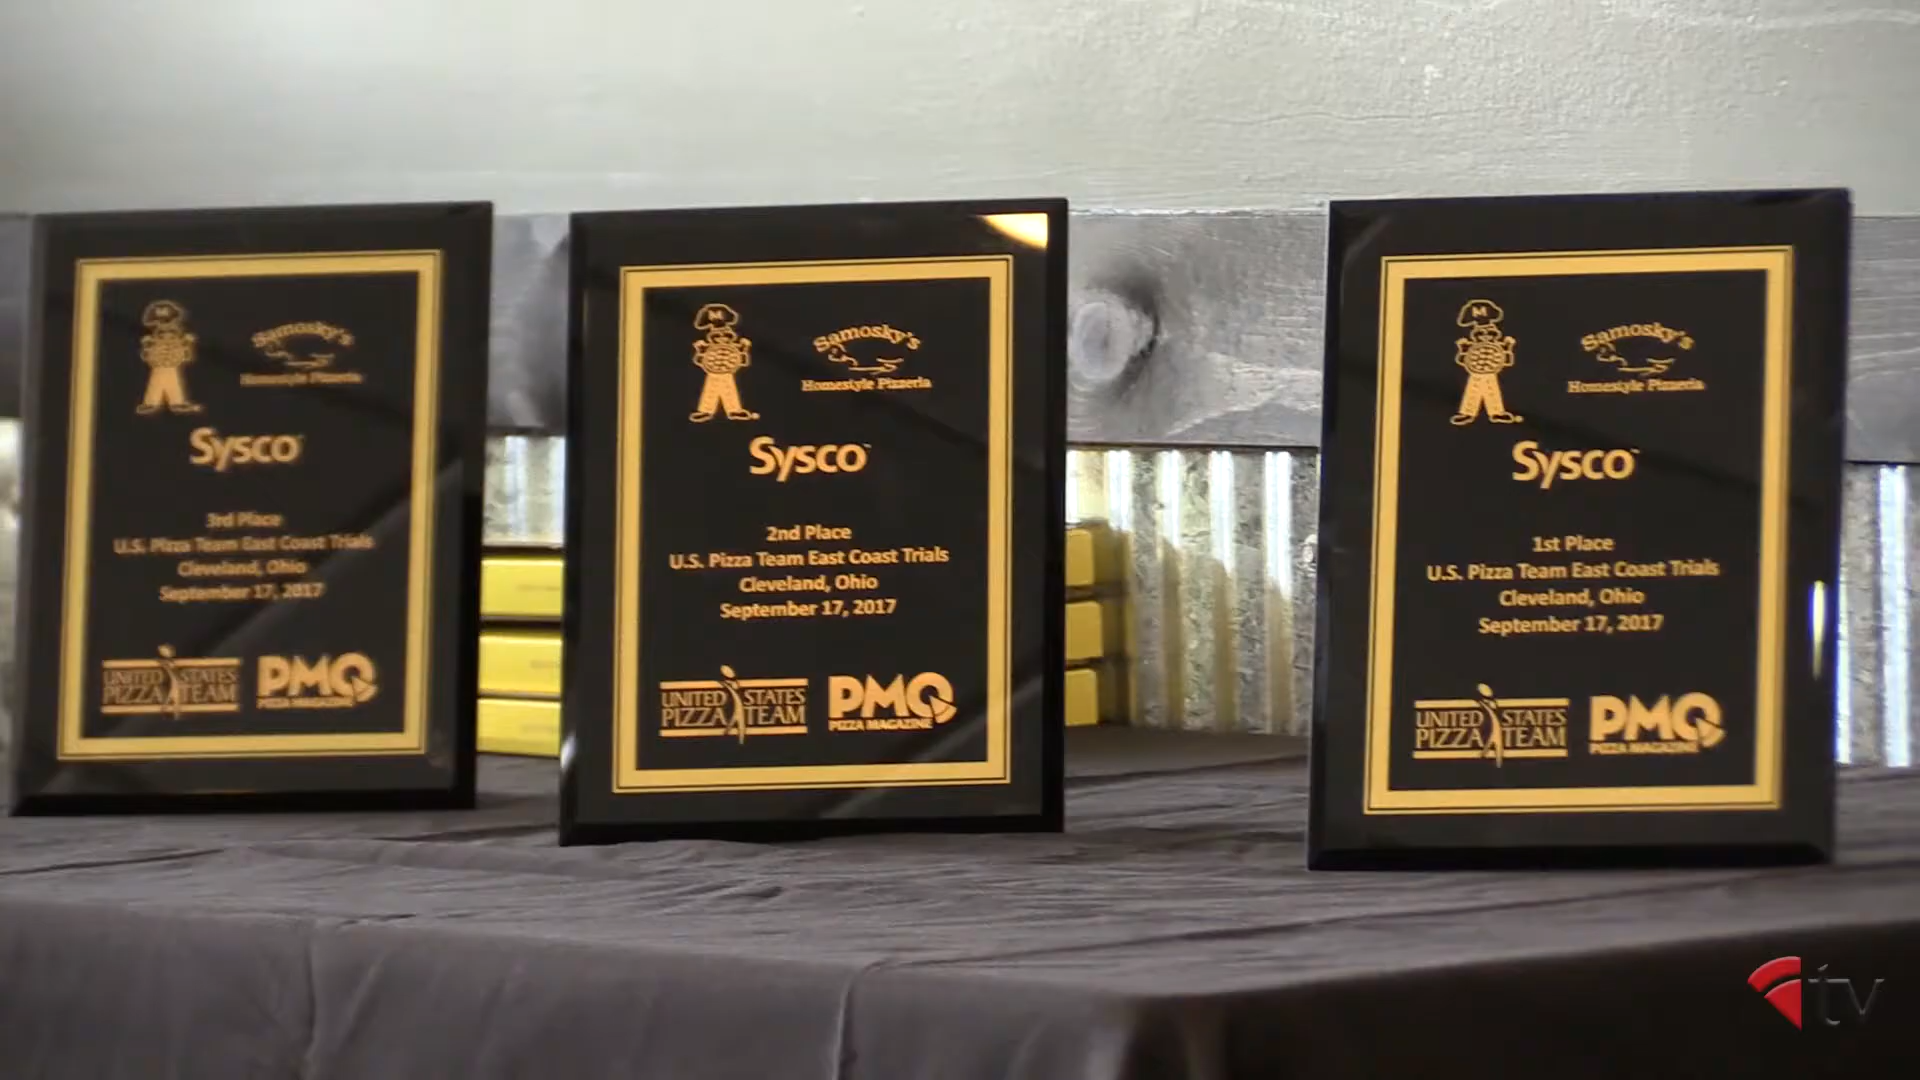 M
Samosky's
Homestyle Pizzeria
Sysco
3rd Place
U.S. Pizza Team East Coast Trials
Cleveland, Ohio
September 17, 2017
UNITED STATES
PIZZA TEAM
PMQ
PIZZA MAGAZINE
M
Samosky's
Homestyle Pizzeria
Sysco
2nd Place
U.S. Pizza Team East Coast Trials
Cleveland, Ohio
September 17, 2017
UNITED STATES
PIZZA TEAM
PMQ
PIZZA MAGAZINE
M
Samosky's
Homestyle Pizzeria
Sysco
1st Place
U.S. Pizza Team East Coast Trials
Cleveland, Ohio
September 17, 2017
UNITED STATES
PIZZA TEAM
PMQ
PIZZA MAGAZINE
tv